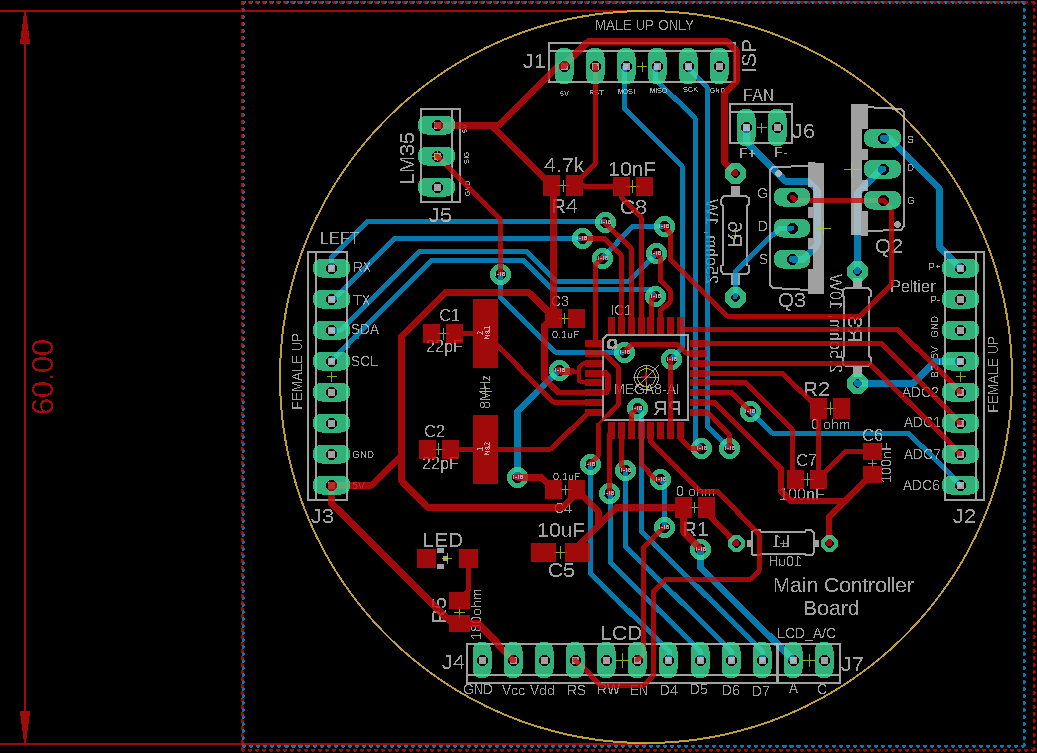 MALE UP ONLY
J1
ISP
5V
RST
MOSI
MISO
SCK
GND
FAN
J6
F+
F-
S
D
G
Q2
LM35
5V
SIG
GND
J5
4.7k
R4
10nF
C8
G
D
S
Q3
LEFT
RX
TX
SDA
SCL
GND
5V
FEMALE UP
J3
60.00
C1
22pF
8MHz
C2
22pF
C3
0.1uF
IC1
MEGA8-AI
0.1uF
C4
10uF
C5
0 ohm
R1
R2
0 ohm
C7
100nF
C6
100nF
10uH
Peltier
P+
P-
GND
5V
ADC2
ADC1
ADC7
ADC6
FEMALE UP
J2
LED
180ohm
Main Controller
Board
LCD
LCD_A/C
J4
J7
GND
Vcc
Vdd
RS
RW
EN
D4
D5
D6
D7
A
C